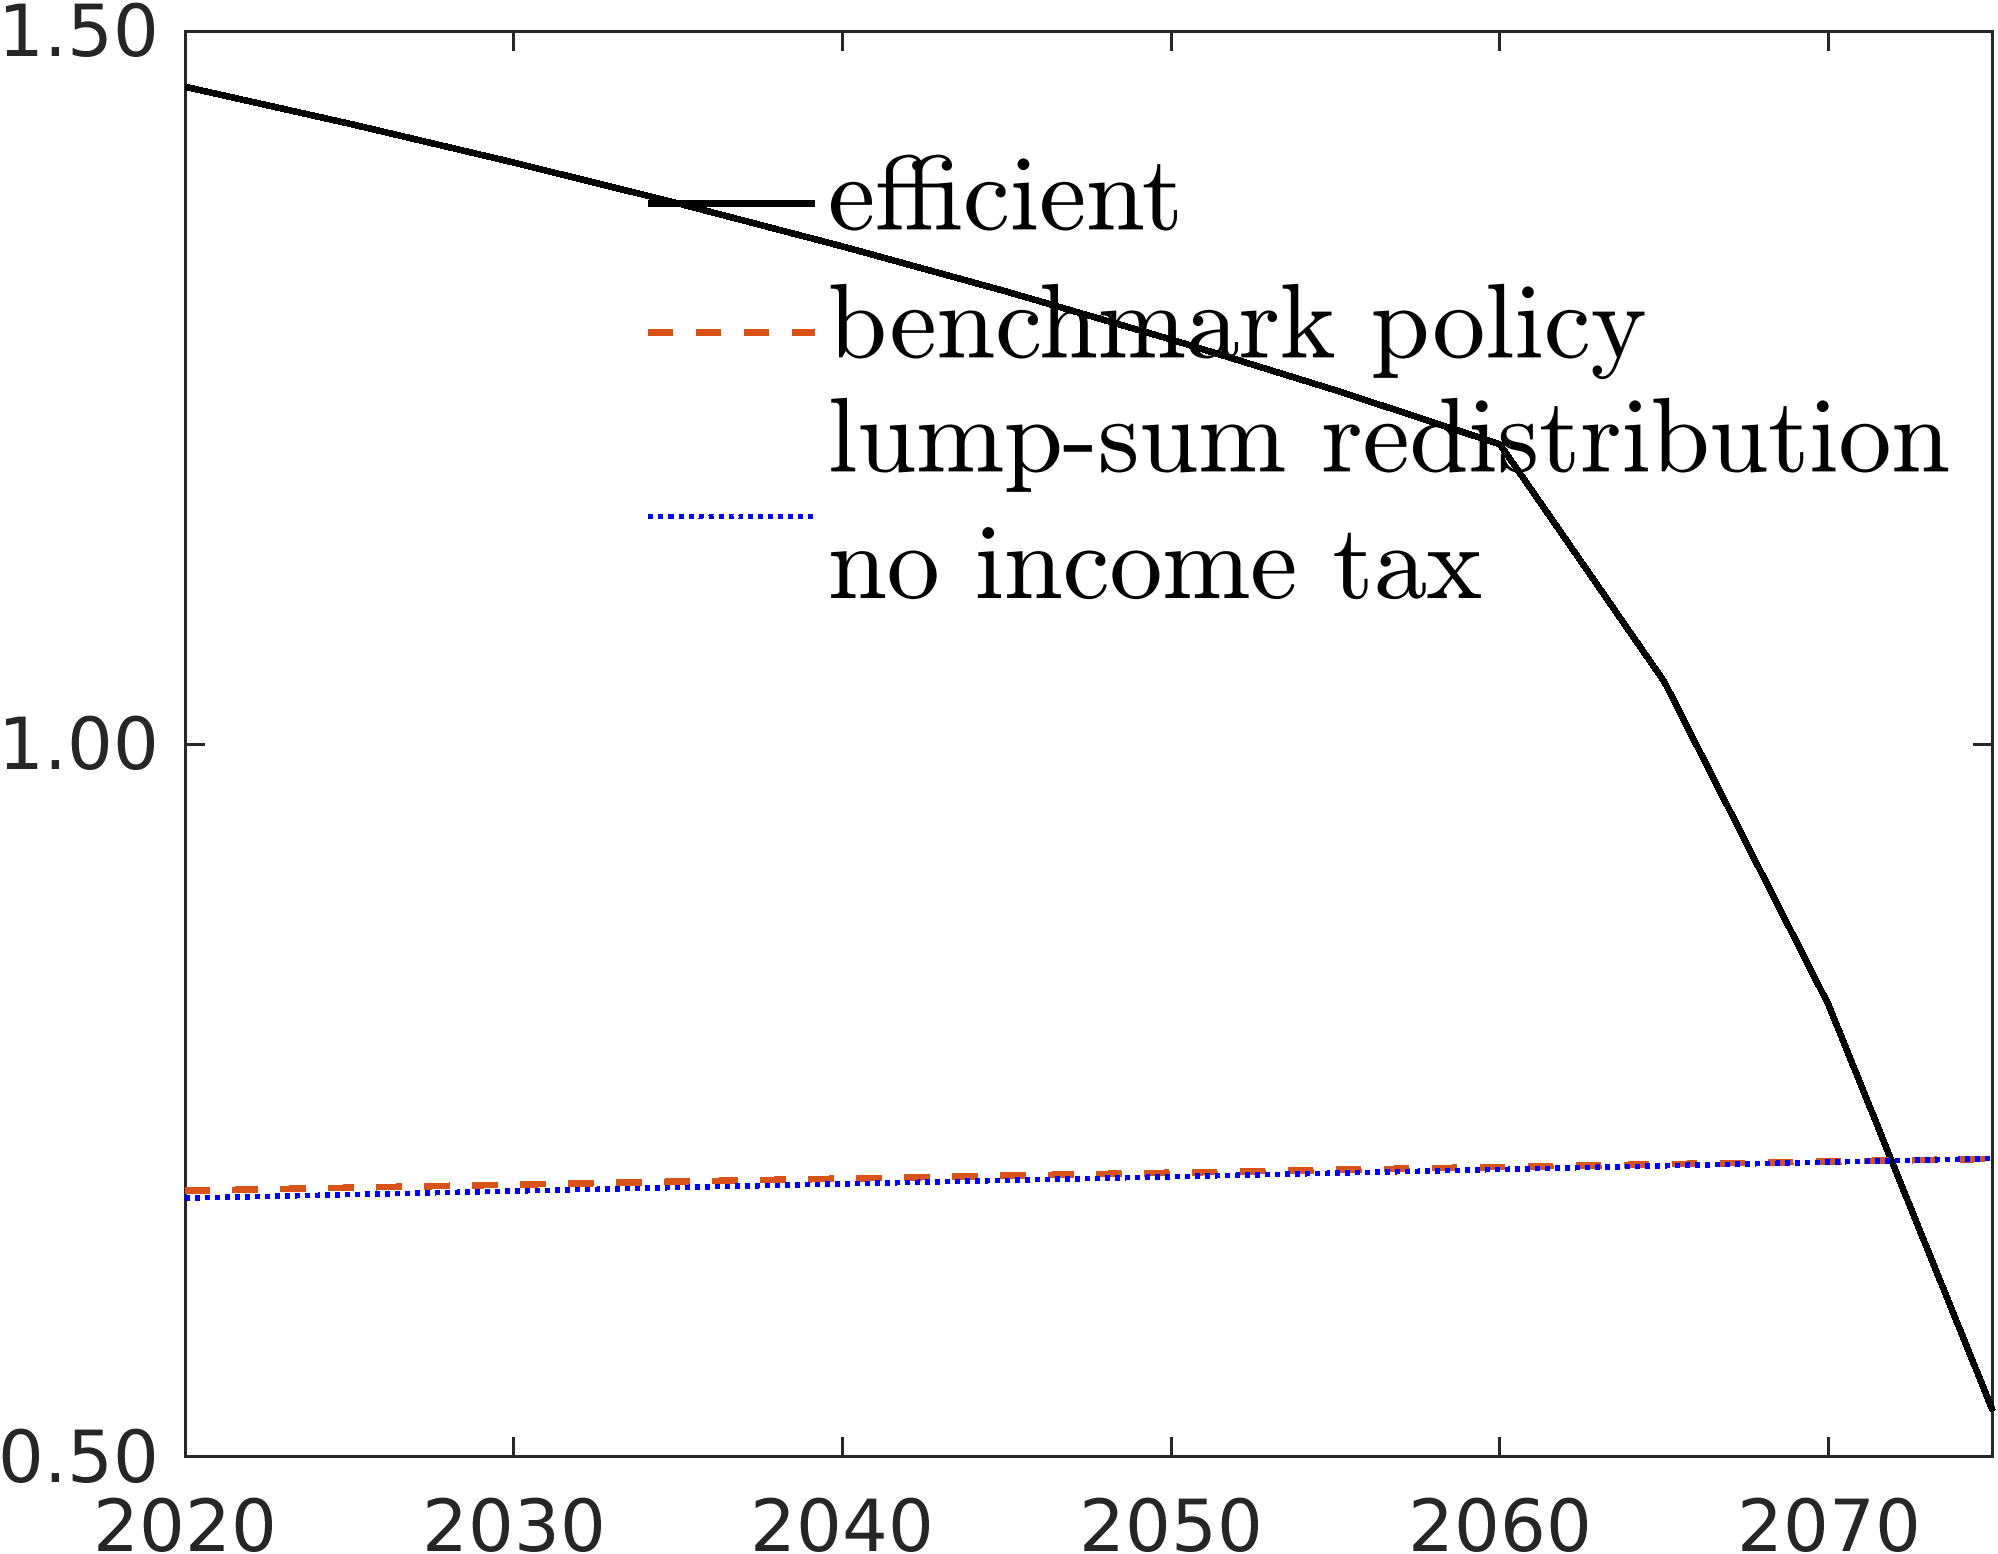 1.50
efficient
benchmark policy
lump-sum redistribution
no income tax
1.00
0.50
2020 2030 2040 2050 2060 2070